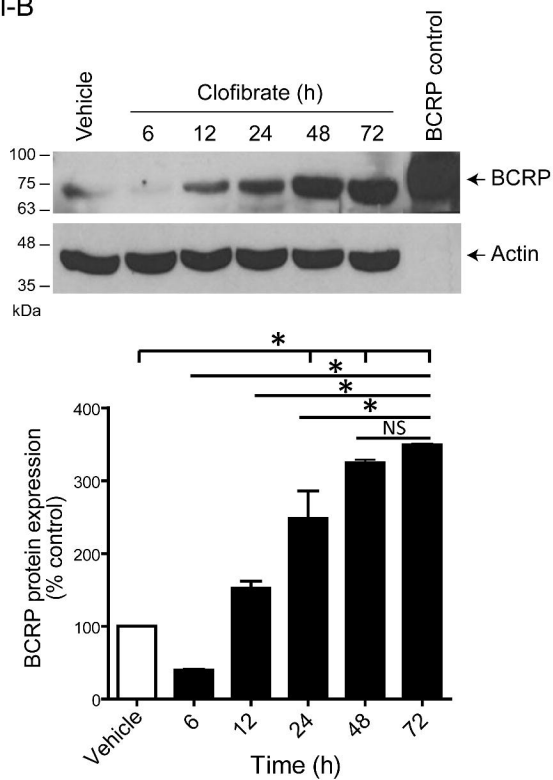 I-B
Vehicle
Clofibrate (h)
BCRP control
6 12 24 48 72
100
75
63
← BCRP
48
35
← Actin
kDa
*
*
*
*
NS
BCRP protein expression
(% control)
400
300
200
100
0
Vehicle 6 12 24 48 72
Time (h)